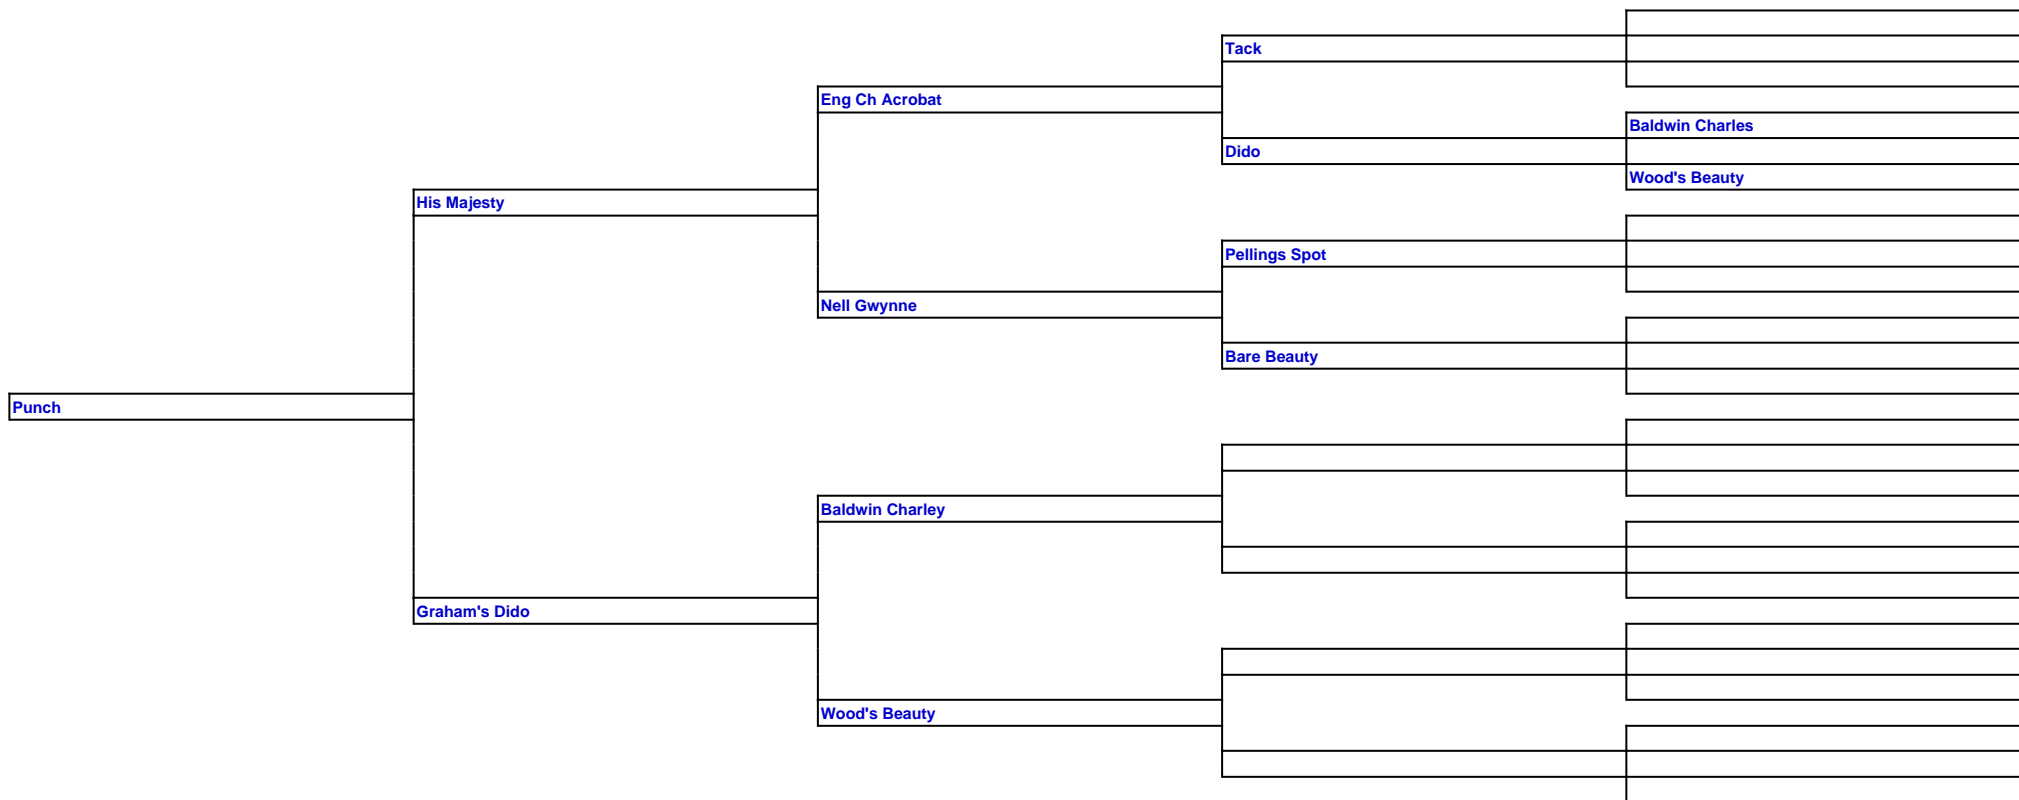 Tack
Eng Ch Acrobat
Baldwin Charles
Dido
Wood's Beauty
His Majesty
Pellings Spot
Nell Gwynne
Bare Beauty
Punch
Baldwin Charley
Graham's Dido
Wood's Beauty